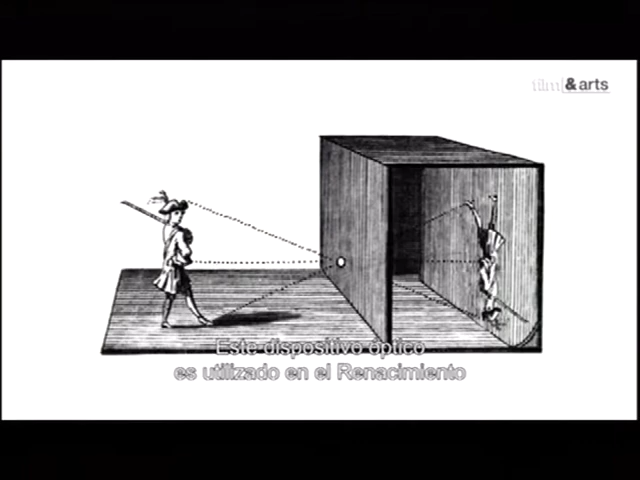 film&arts
Este dispositivo óptico
es utilizado en el Renacimiento